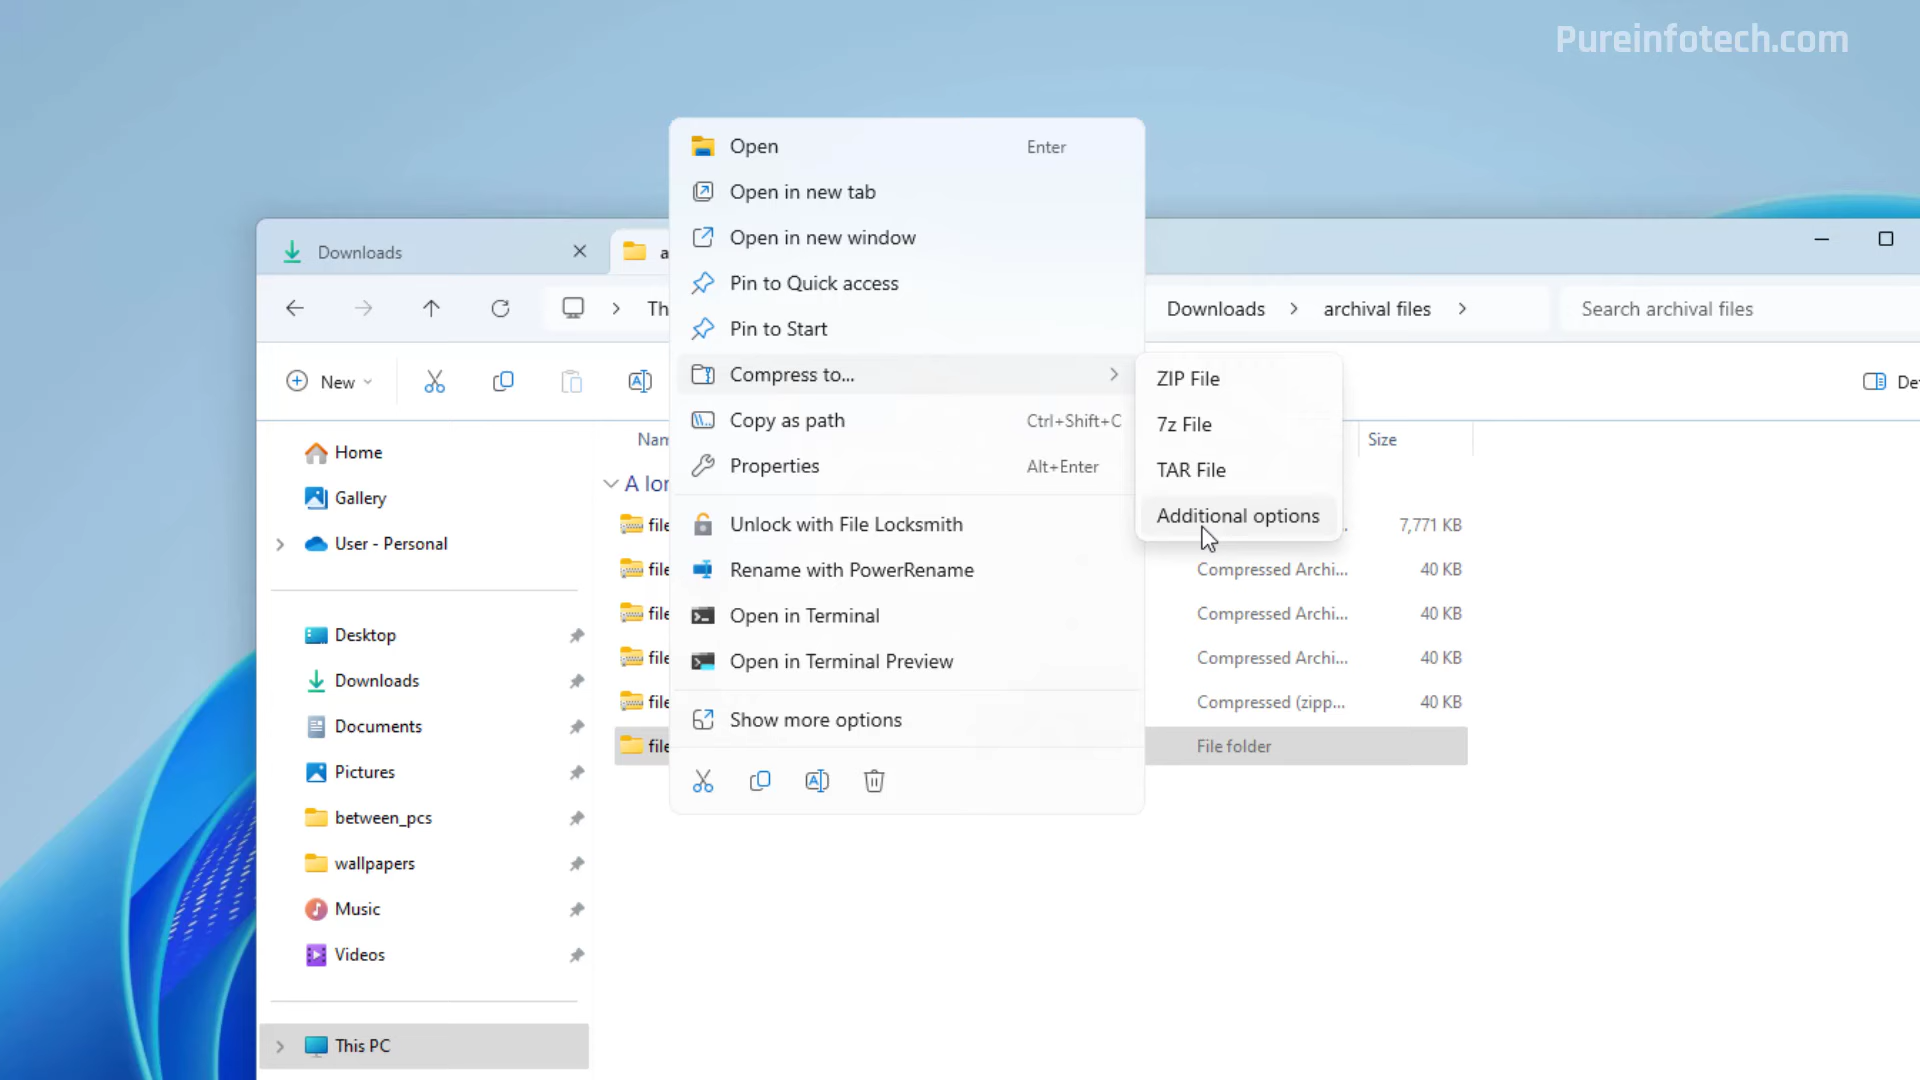 Pureinfotech.com
Open Enter
Open in new tab
Open in new window
Pin to Quick access
Pin to Start
Compress to...
Copy as path Ctrl+Shift+C
Properties Alt+Enter
Unlock with File Locksmith
Rename with PowerRename
Open in Terminal
Open in Terminal Preview
Show more options
ZIP File
7z File
TAR File
Additional options
Downloads
a
Th
Downloads
archival files
Search archival files
New
De
Nam
Size
A lon
file 7,771 KB
file Compressed Archi... 40 KB
file Compressed Archi... 40 KB
file Compressed Archi... 40 KB
file Compressed (zipp... 40 KB
file File folder
Home
Gallery
User - Personal
Desktop
Downloads
Documents
Pictures
between_pcs
wallpapers
Music
Videos
This PC